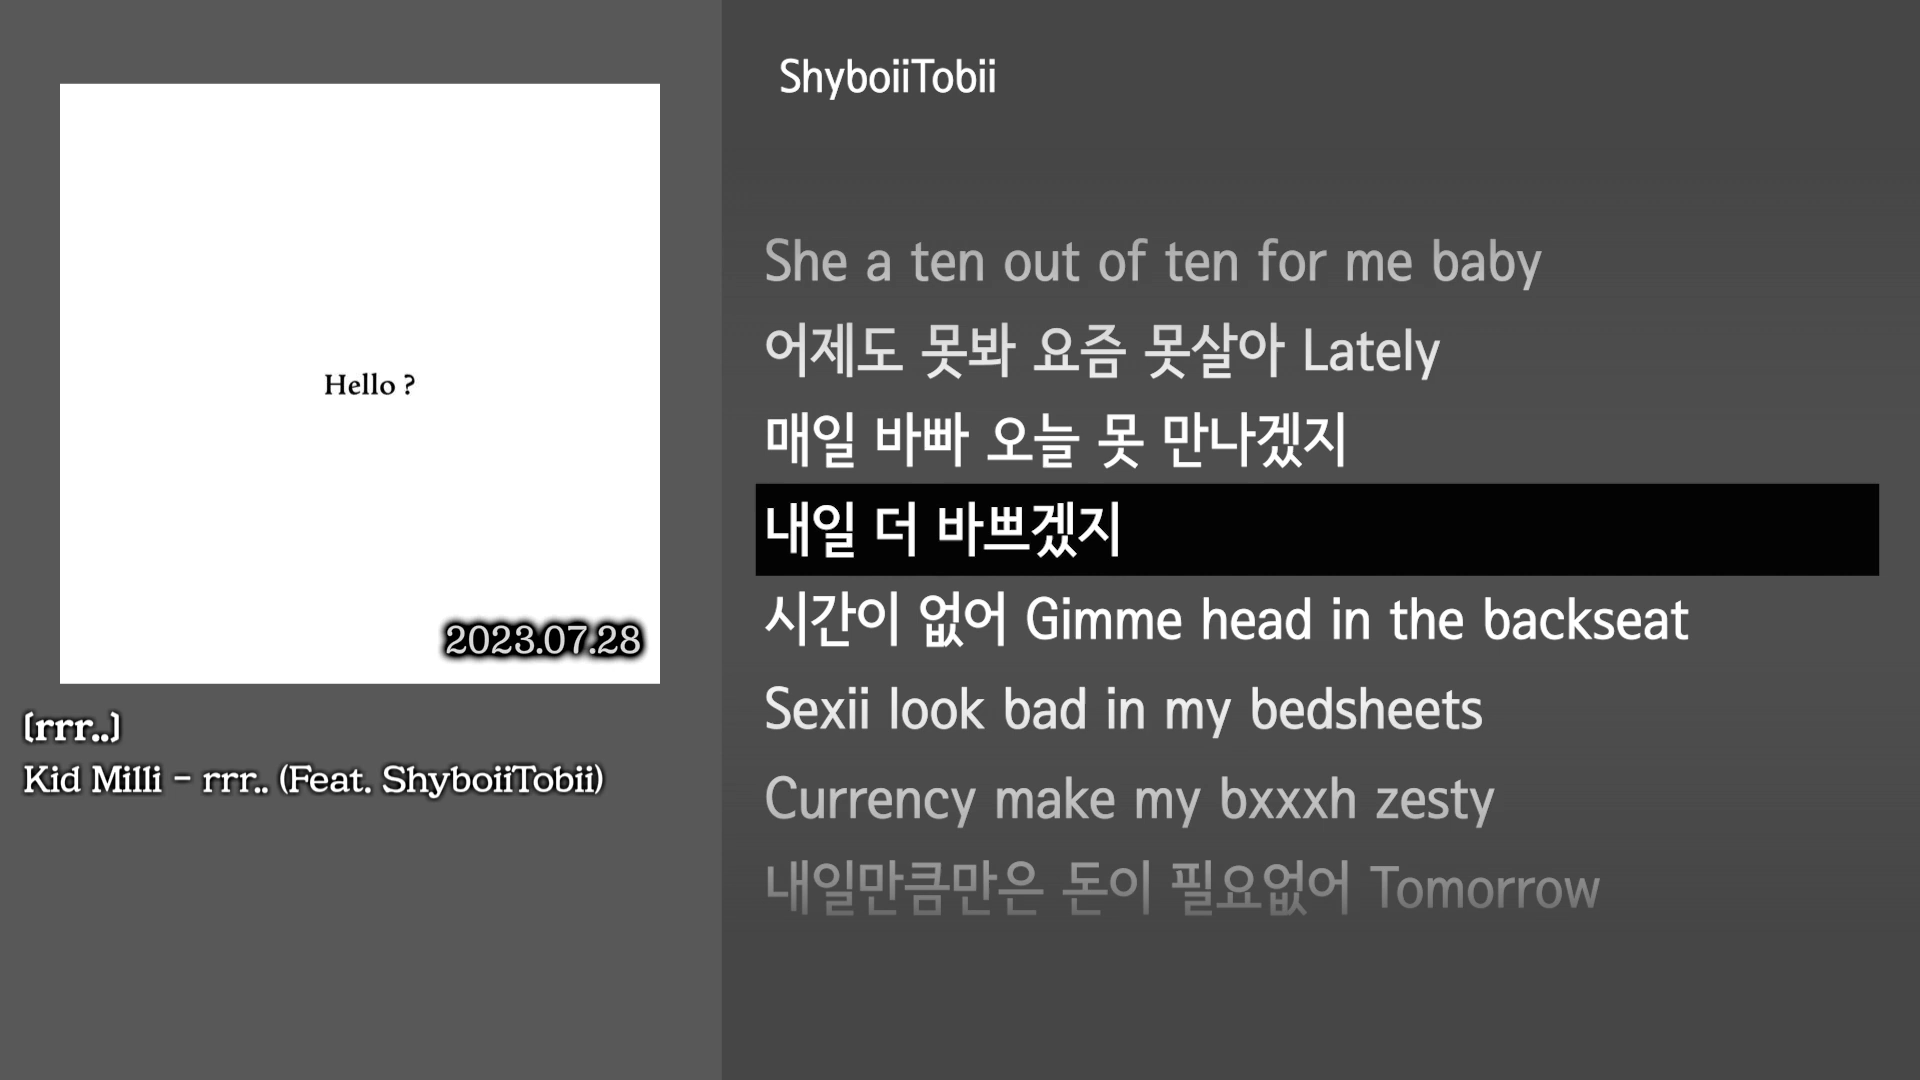 Hello ?
2023.07.28
[rrr..]
Kid Milli - rrr.. (Feat. ShyboiiTobii)
ShyboiiTobii
She a ten out of ten for me baby
어제도 못봐 요즘 못살아 Lately
매일 바빠 오늘 못 만나겠지
내일 더 바쁘겠지
시간이 없어 Gimme head in the backseat
Sexii look bad in my bedsheets
Currency make my bxxxh zesty
내일만큼만은 돈이 필요없어 Tomorrow